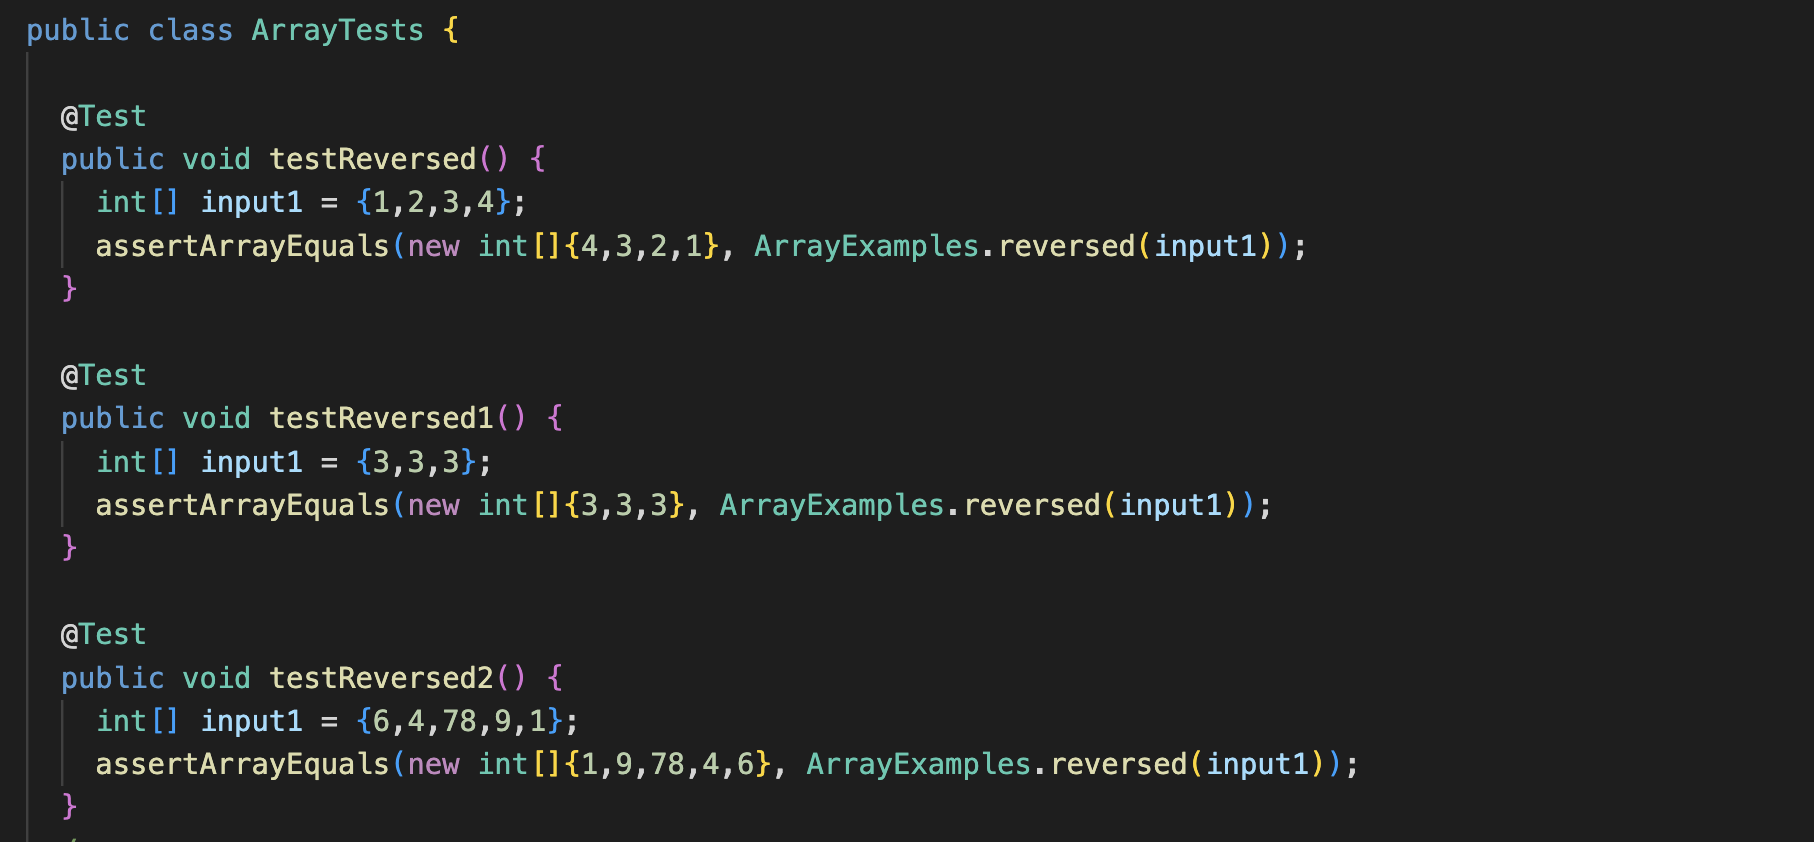 public class ArrayTests {
@Test
public void testReversed() {
int[] input1 = {1,2,3,4};
assertArrayEquals(new int[]{4,3,2,1}, ArrayExamples.reversed(input1));
}
@Test
public void testReversed1() {
int[] input1 = {3,3,3};
assertArrayEquals(new int[]{3,3,3}, ArrayExamples.reversed(input1));
}
@Test
public void testReversed2() {
int[] input1 = {6,4,78,9,1};
assertArrayEquals(new int[]{1,9,78,4,6}, ArrayExamples.reversed(input1));
}